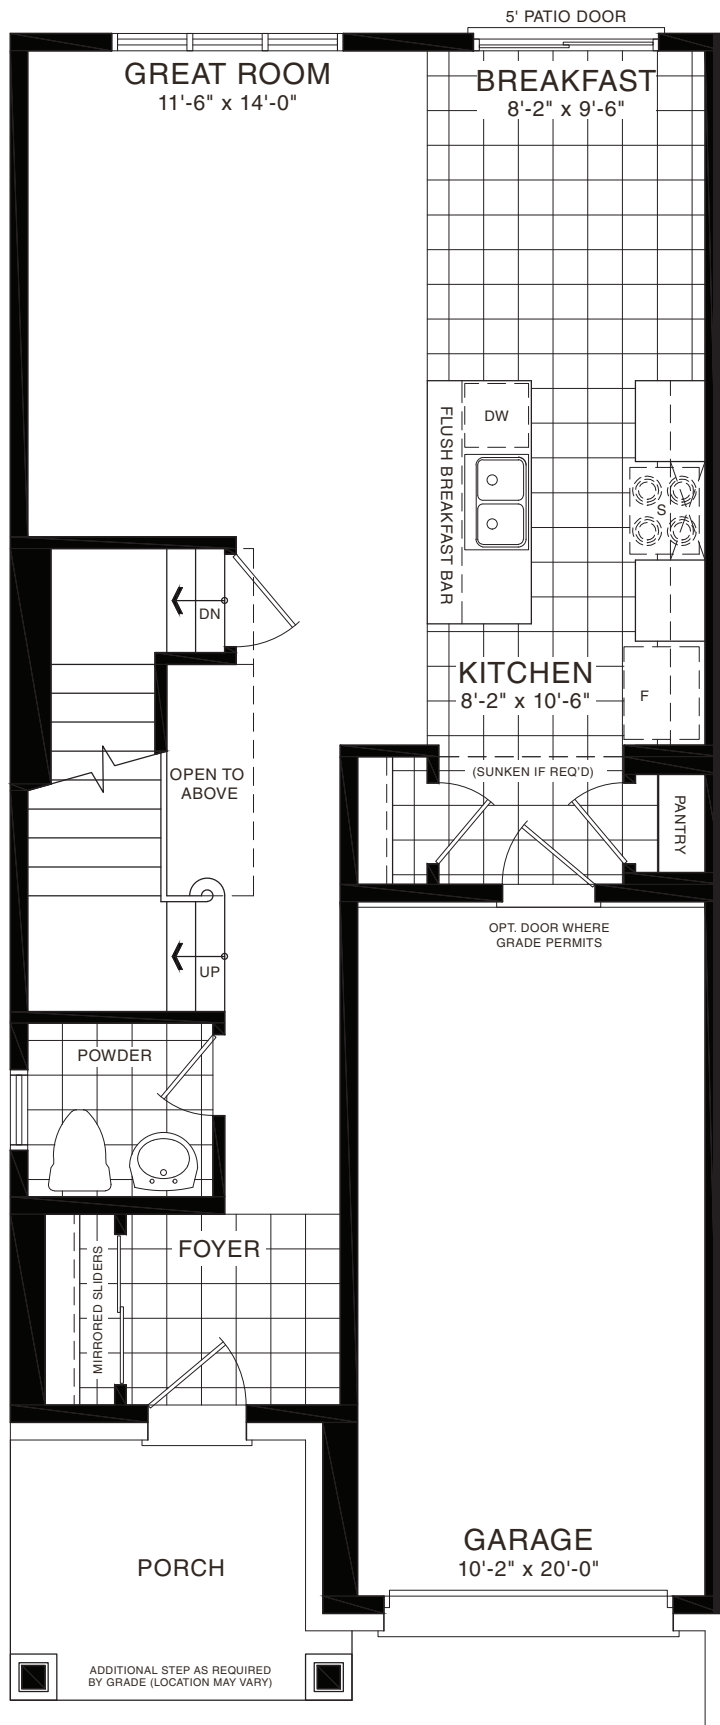 5' PATIO DOOR
GREAT ROOM
11'-6" x 14'-0"
BREAKFAST
8'-2" x 9'-6"
FLUSH BREAKFAST BAR
DW
S
DN
KITCHEN
8'-2" x 10'-6"
F
OPEN TO
ABOVE
(SUNKEN IF REQ'D)
PANTRY
OPT. DOOR WHERE
GRADE PERMITS
UP
POWDER
FOYER
MIRRORED SLIDERS
GARAGE
10'-2" x 20'-0"
PORCH
ADDITIONAL STEP AS REQUIRED
BY GRADE (LOCATION MAY VARY)